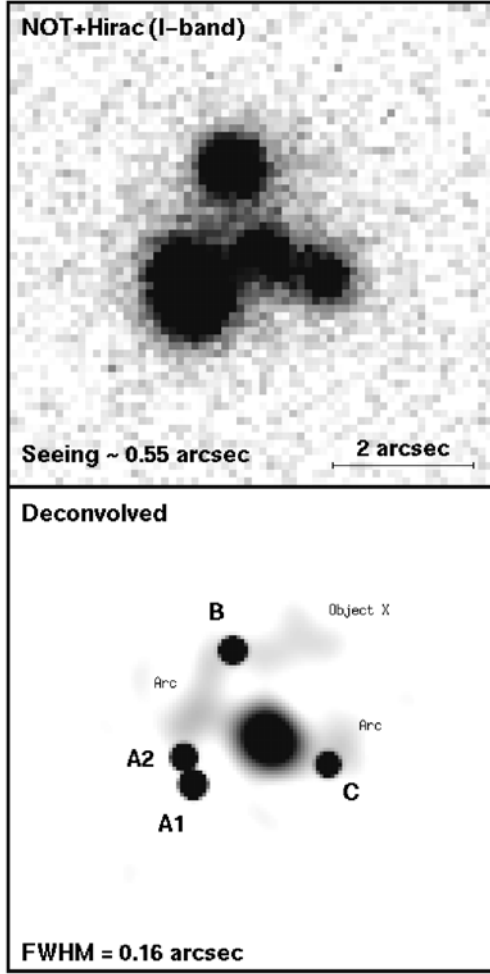 NOT+Hirac (I-band)
Seeing ~ 0.55 arcsec
2 arcsec
Deconvolved
B
Object X
Arc
Arc
A2
C
A1
FWHM = 0.16 arcsec